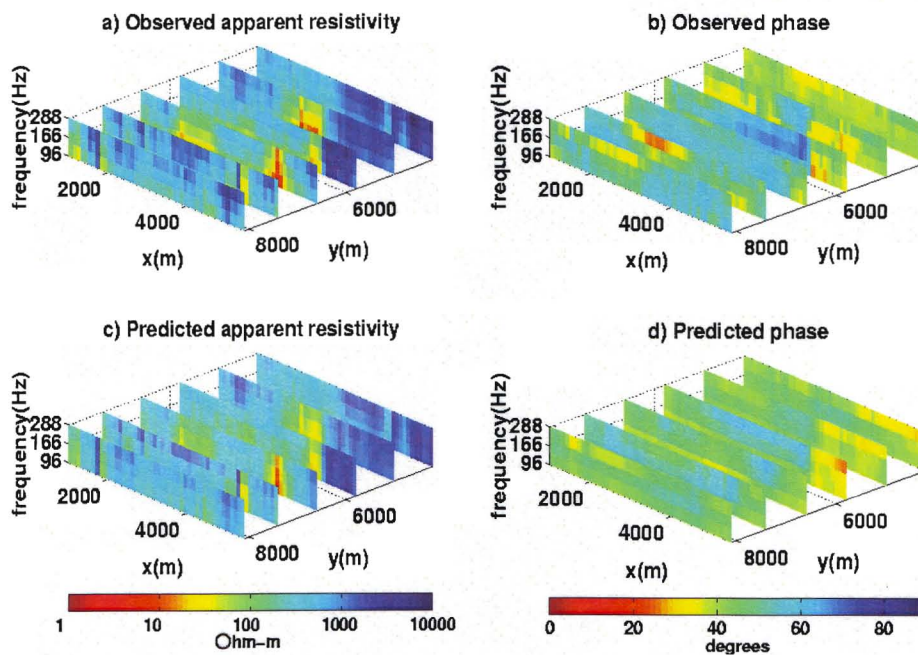 a) Observed apparent resistivity
frequency(Hz)
288
166
96
2000
4000
x(m)
8000
6000
y(m)
b) Observed phase
frequency(Hz)
288
166
96
2000
4000
x(m)
8000
6000
y(m)
c) Predicted apparent resistivity
frequency(Hz)
288
166
96
2000
4000
x(m)
8000
6000
y(m)
d) Predicted phase
frequency(Hz)
288
166
96
2000
4000
x(m)
8000
6000
y(m)
1 10 100 1000 10000
Ohm-m
0 20 40 60 80
degrees